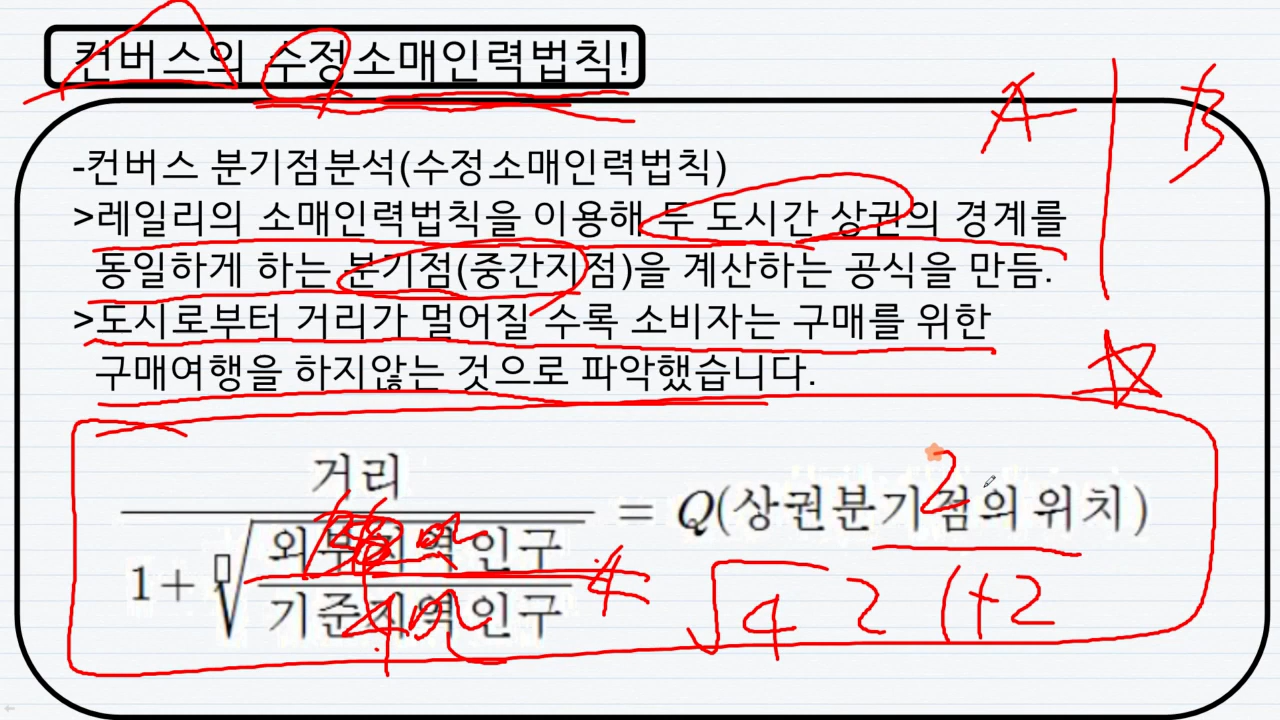 컨버스의 수정소매인력법칙!
A B
-컨버스 분기점분석(수정소매인력법칙)
>레일리의 소매인력법칙을 이용해 두 도시간 상권의 경계를
동일하게 하는 분기점(중간지점)을 계산하는 공식을 만듬.
>도시로부터 거리가 멀어질 수록 소비자는 구매를 위한
구매여행을 하지않는 것으로 파악했습니다.
거리
1+√
외부지역인구
기준지역인구
= Q(상권분기점의위치)
2
4
√4 2 1+2